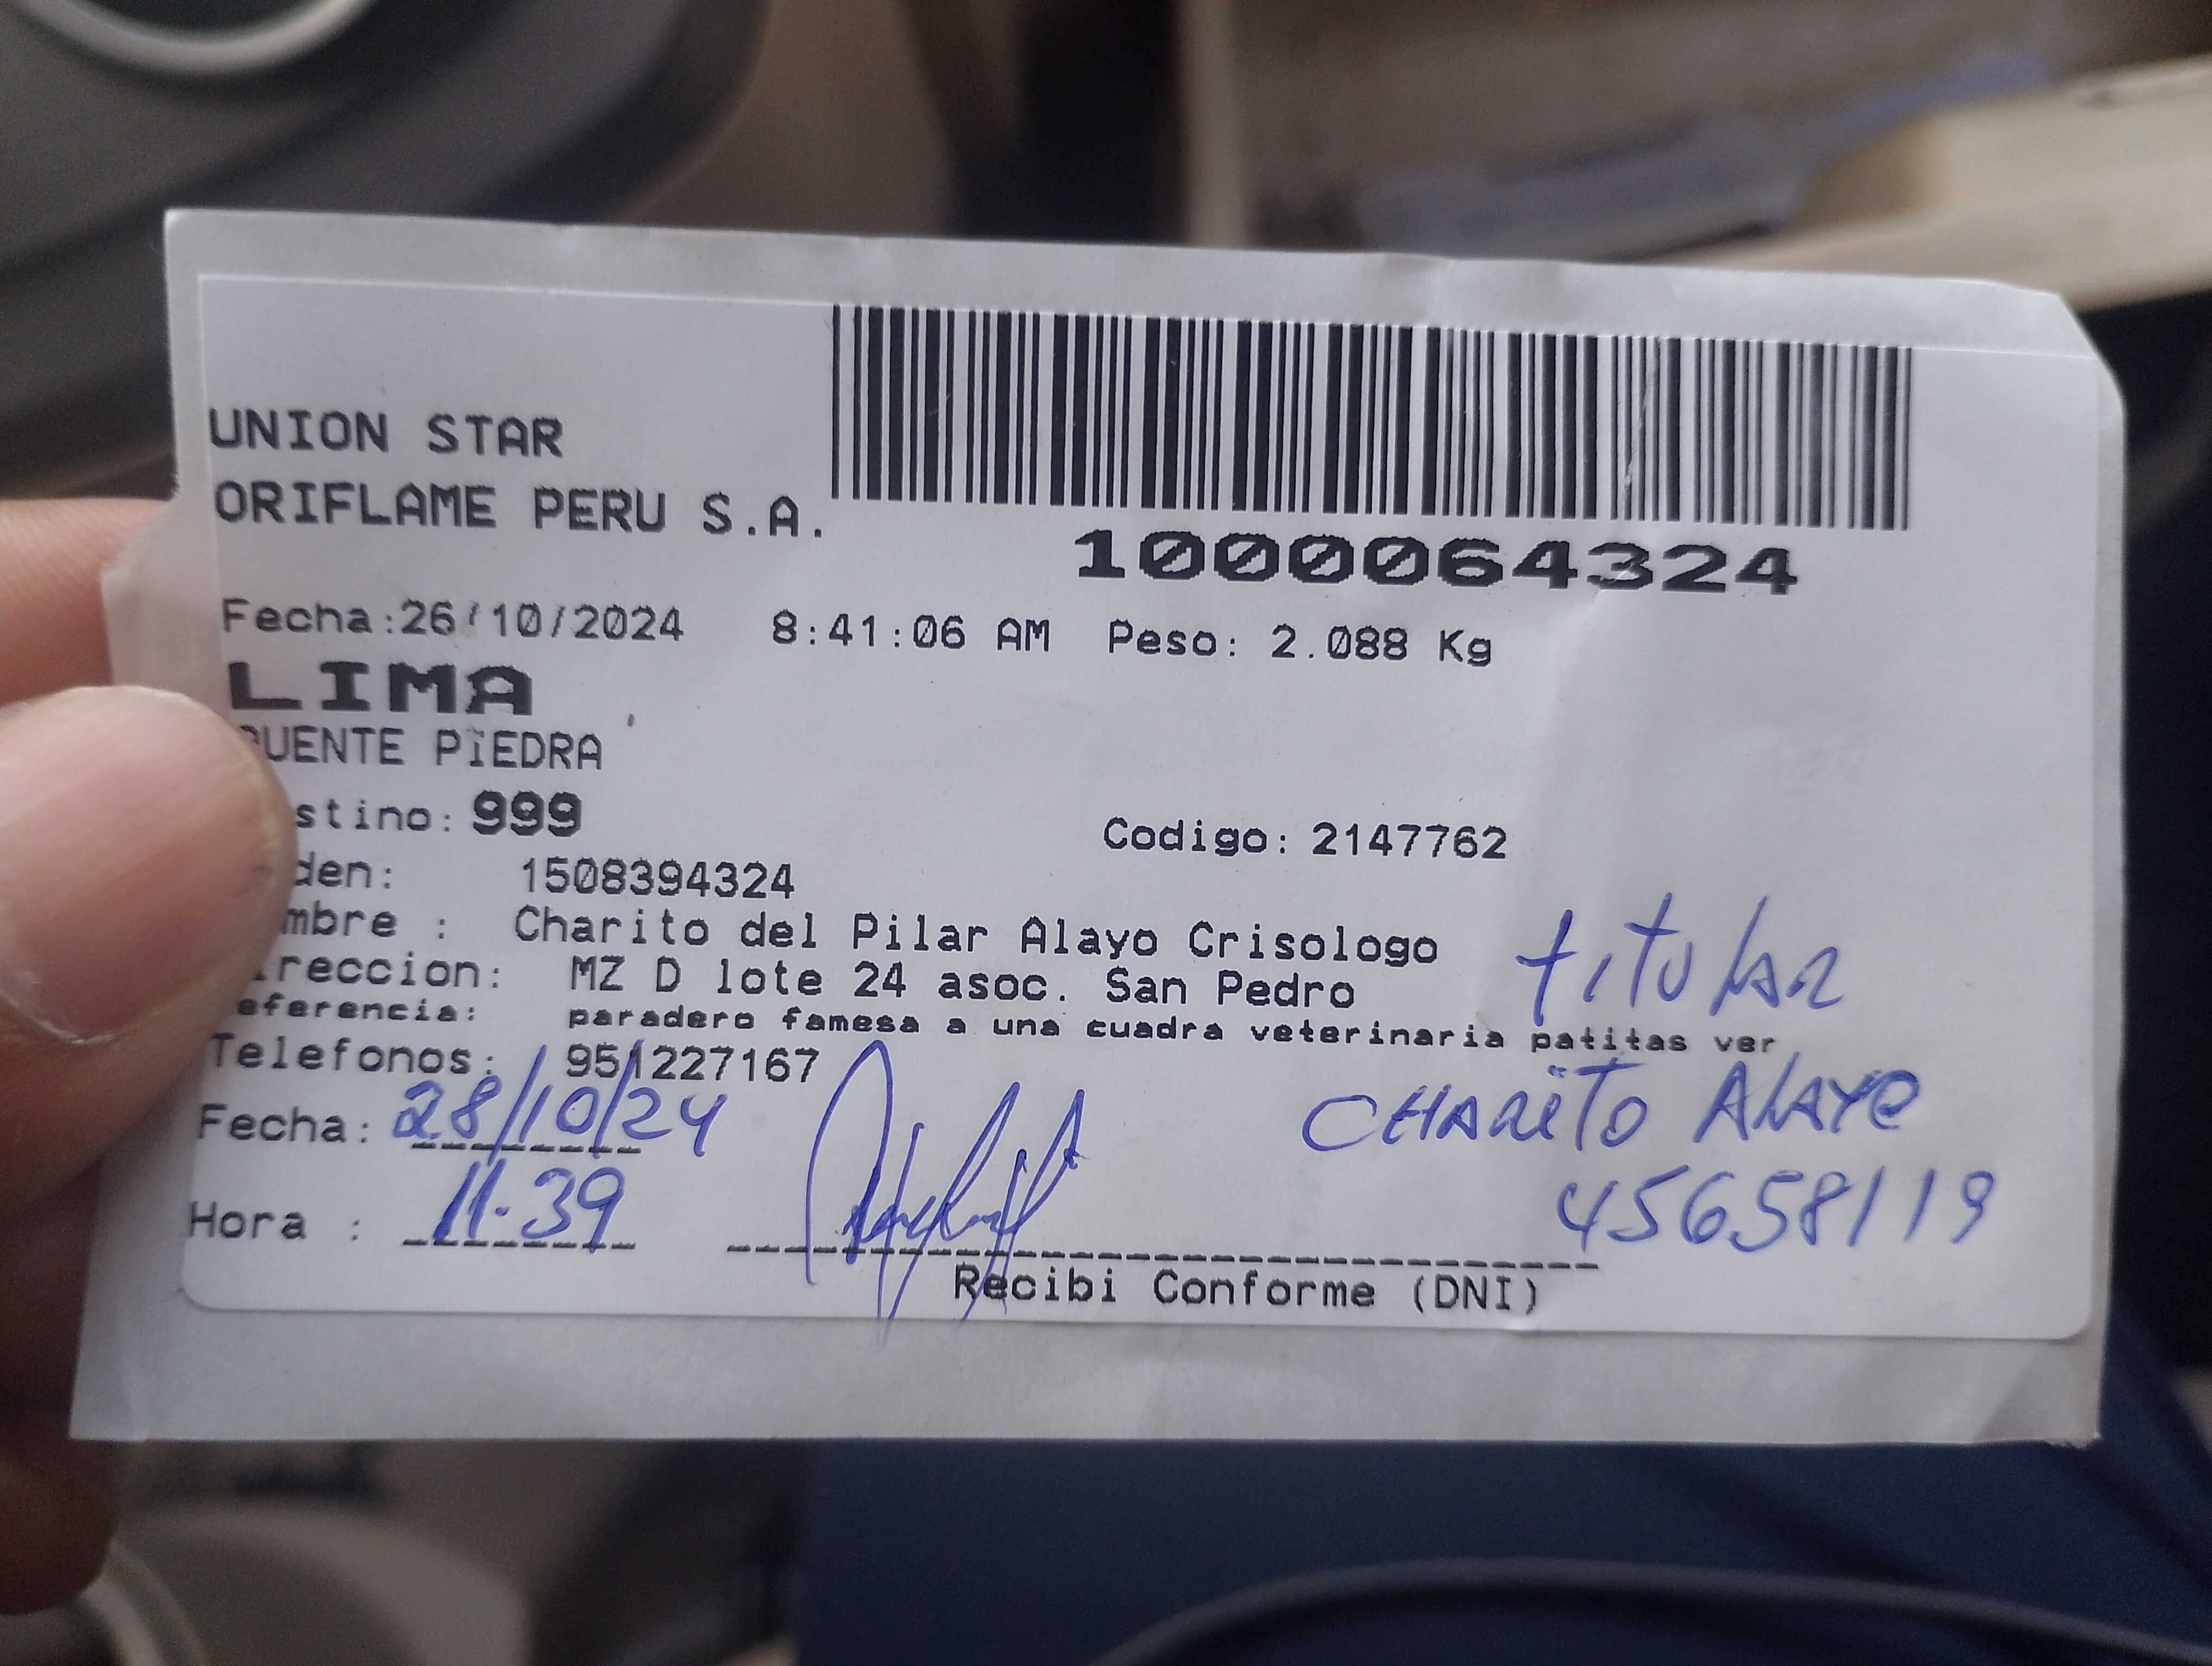 UNION STAR
ORIFLAME PERU S.A.
1000064324
Fecha:26/10/2024 8:41:06 AM Peso: 2.088 Kg
LIMA
PUENTE PIEDRA
stino: 999 Codigo: 2147762
den: 1508394324
mbre : Charito del Pilar Alayo Crisologo
reccion: MZ D lote 24 asoc. San Pedro
titular
eferencia: paradero famesa a una cuadra veterinaria patitas ver
Telefonos: 951227167
Fecha: 28/10/24
CHARITO ALAYO
Hora : 11.39
45658119
Recibi Conforme (DNI)